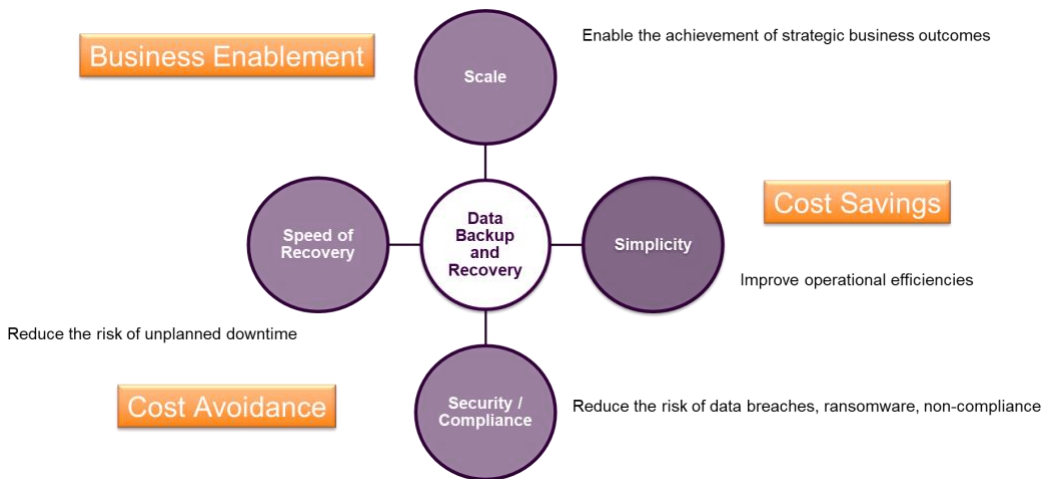 Business Enablement
Enable the achievement of strategic business outcomes
Scale
Cost Savings
Speed of
Recovery
Data
Backup
and
Recovery
Simplicity
Improve operational efficiencies
Reduce the risk of unplanned downtime
Cost Avoidance
Security /
Compliance
Reduce the risk of data breaches, ransomware, non-compliance